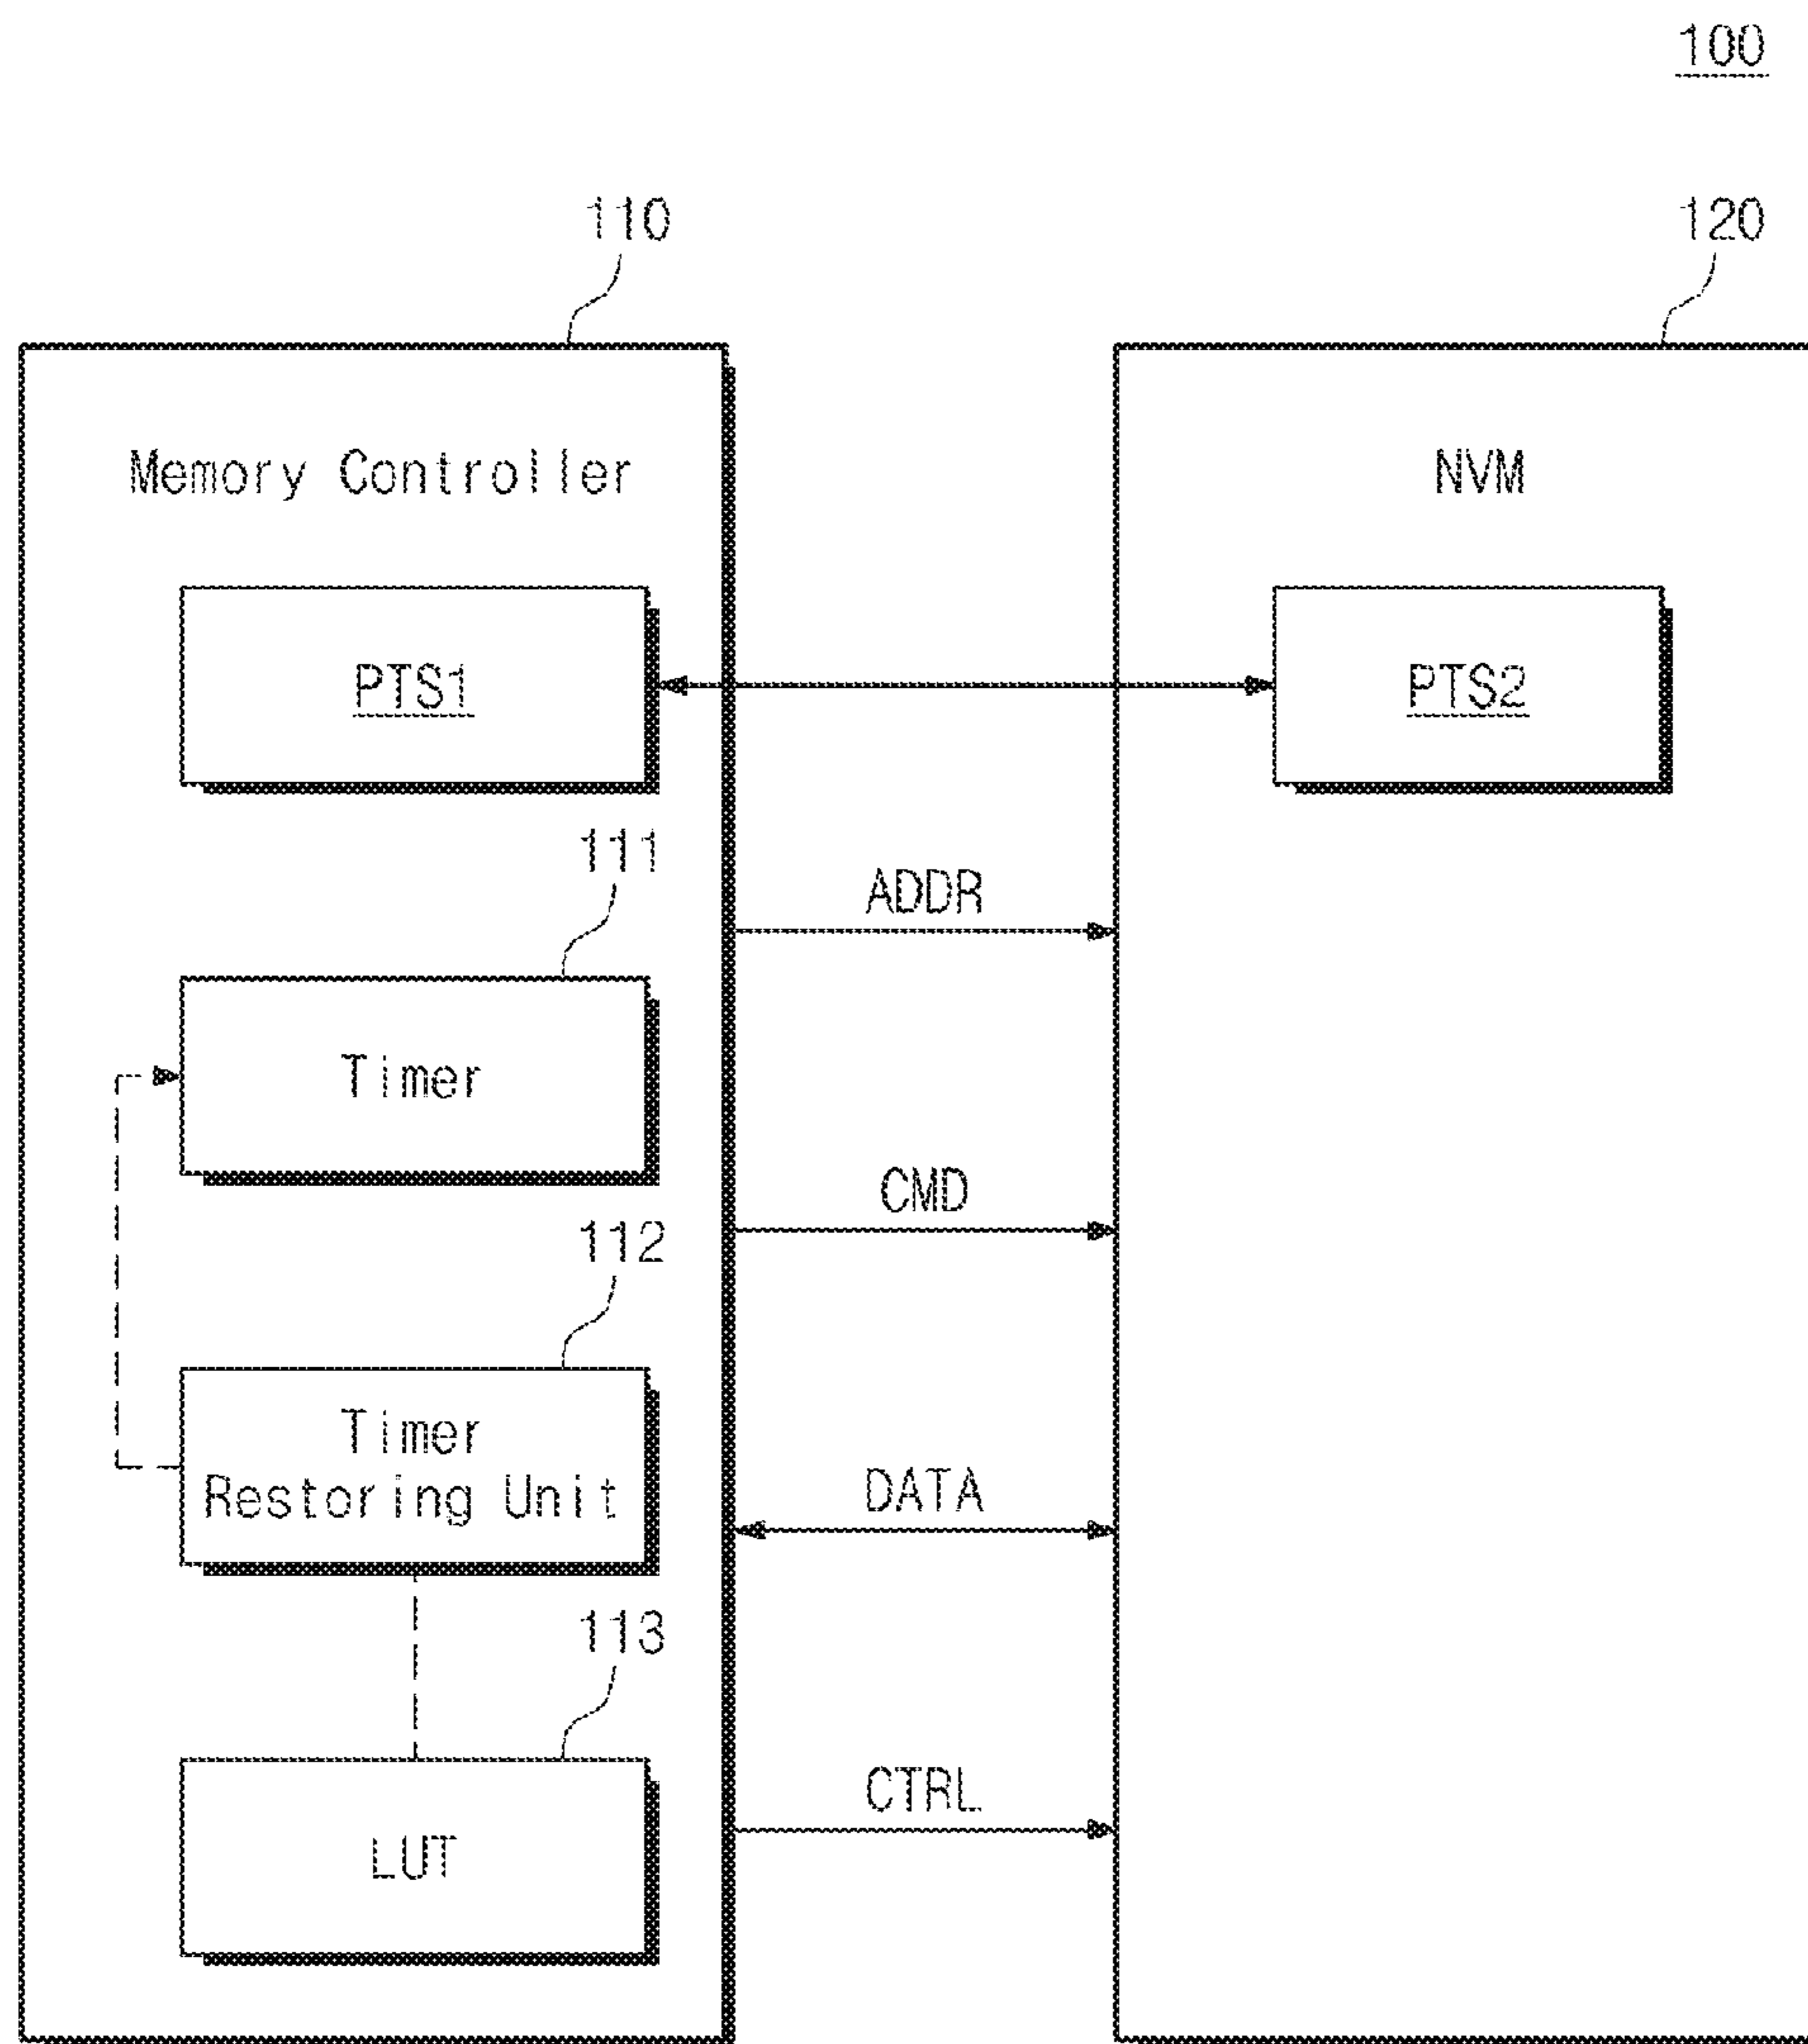 100
110
120
Memory Controller
NVM
PTS1
PTS2
111
ADDR
Timer
CMD
112
Timer
Restoring Unit
DATA
113
CTRL
LUT